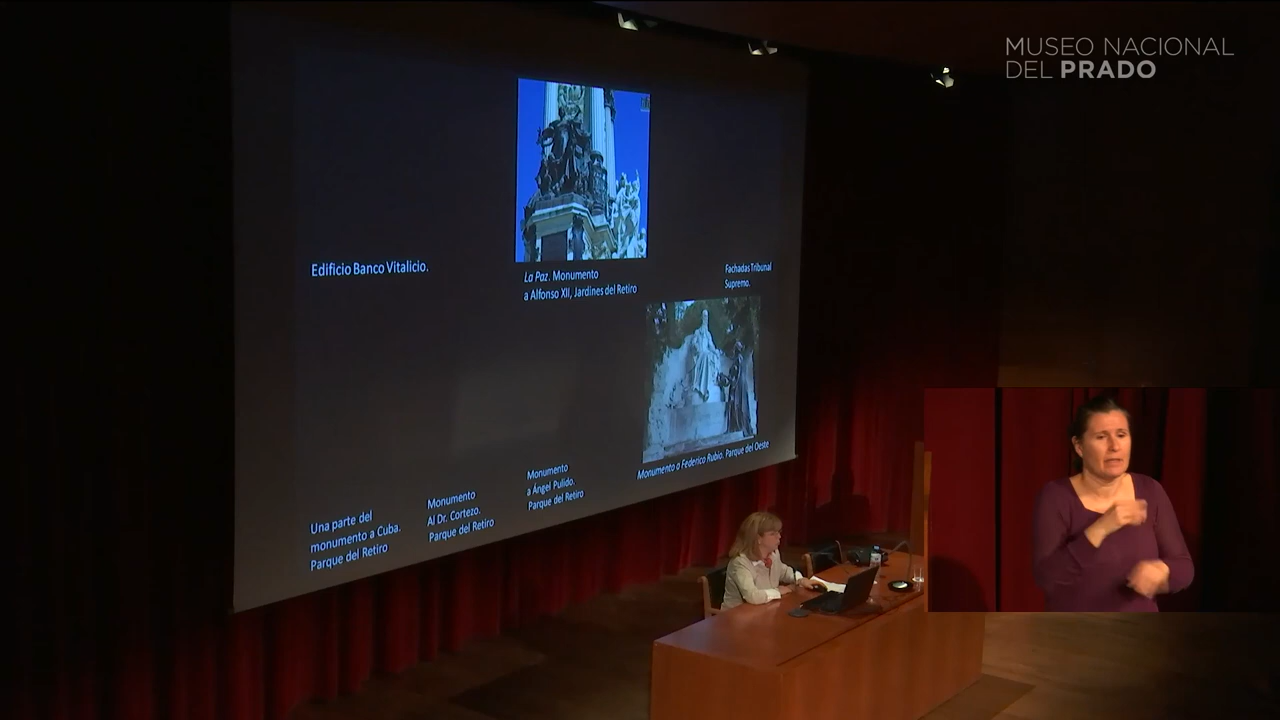 MUSEO NACIONAL
DEL PRADO
Edificio Banco Vitalicio.
La Paz. Monumento
a Alfonso XII, Jardines del Retiro
Fachadas Tribunal
Supremo.
Una parte del
monumento a Cuba.
Parque del Retiro
Monumento
Al Dr. Cortezo.
Parque del Retiro
Monumento
a Ángel Pulido.
Parque del Retiro
Monumento a Federico Rubio. Parque del Oeste